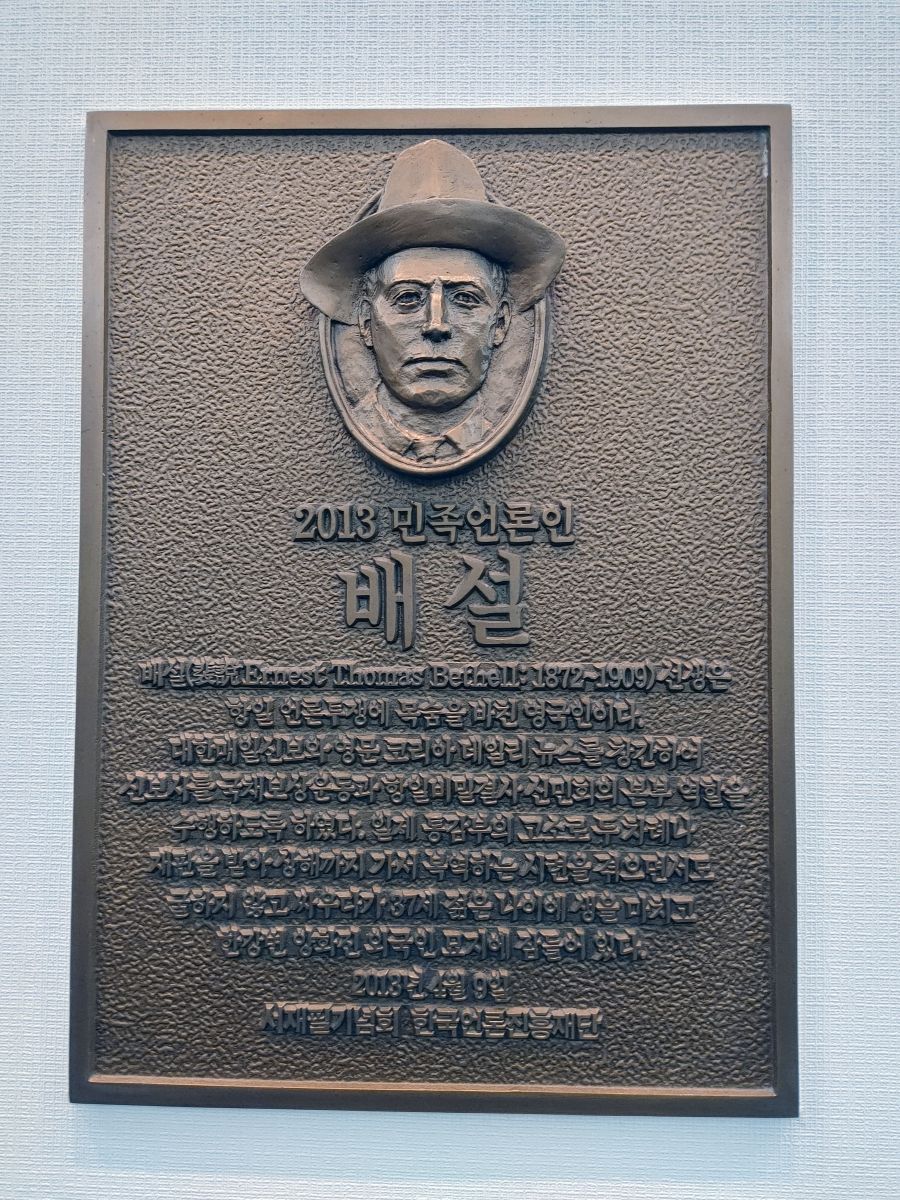 2013 민족언론인
배 설
배설(裵說 Ernest Thomas Bethell: 1872~1909) 선생은
항일 언론투쟁에 목숨을 바친 영국인이다.
대한매일신보와 영문 코리아 데일리 뉴스를 창간하여
신보사를 국채보상운동과 항일비밀결사 신민회의 본부 역할을
수행하도록 하였다. 일제 통감부의 고소로 두 차례나
재판을 받아 상해까지 가서 복역하는 시련을 겪으면서도
굴하지 않고 싸우다가 37세 젊은 나이에 생을 마치고
한강변 양화진 외국인 묘지에 잠들어 있다.
2013년 4월 9일
서재필기념회 한국언론진흥재단